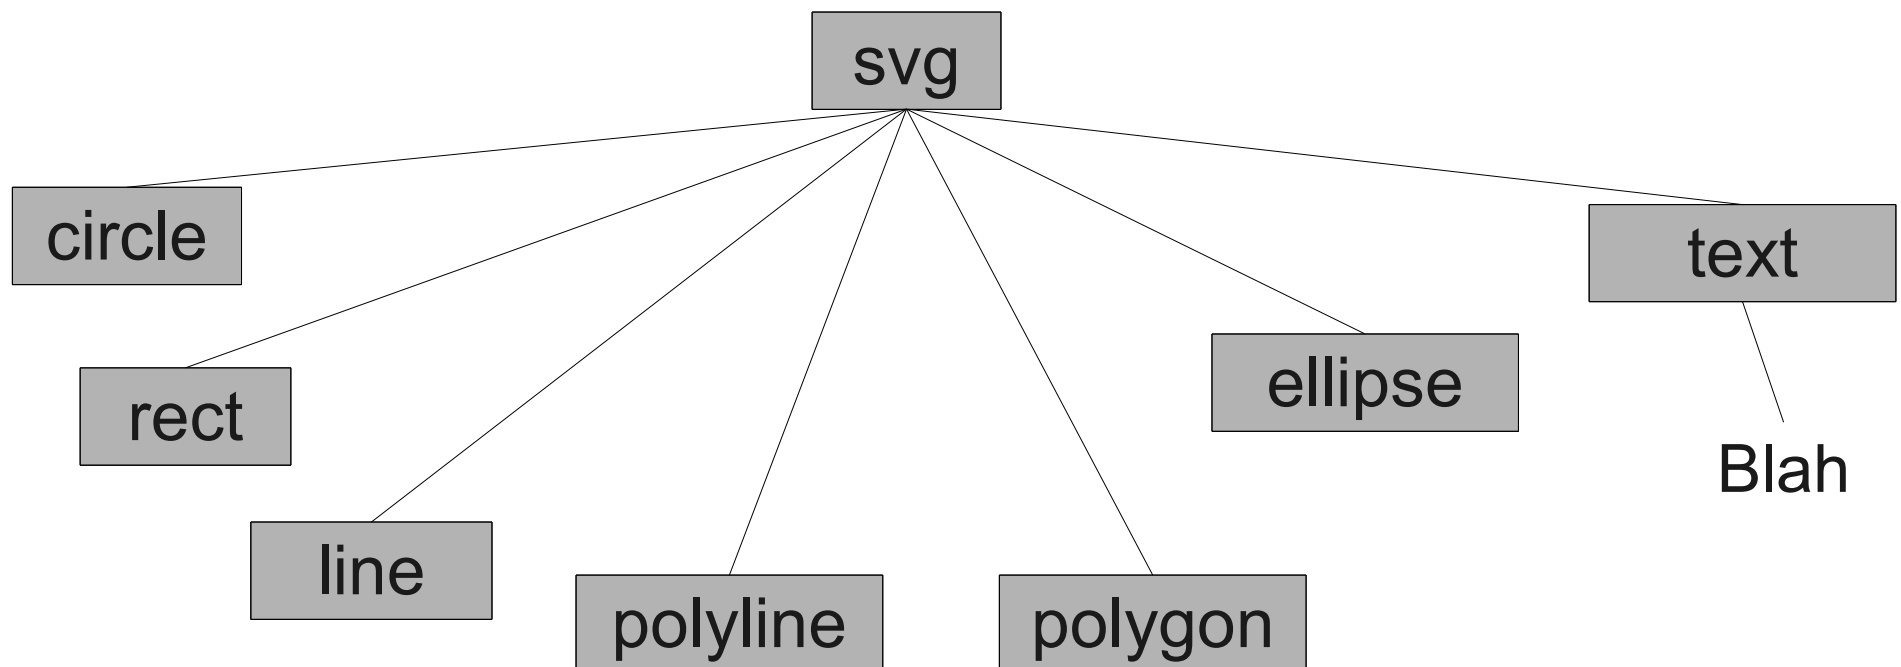 svg
circle
text
rect
ellipse
Blah
line
polyline
polygon